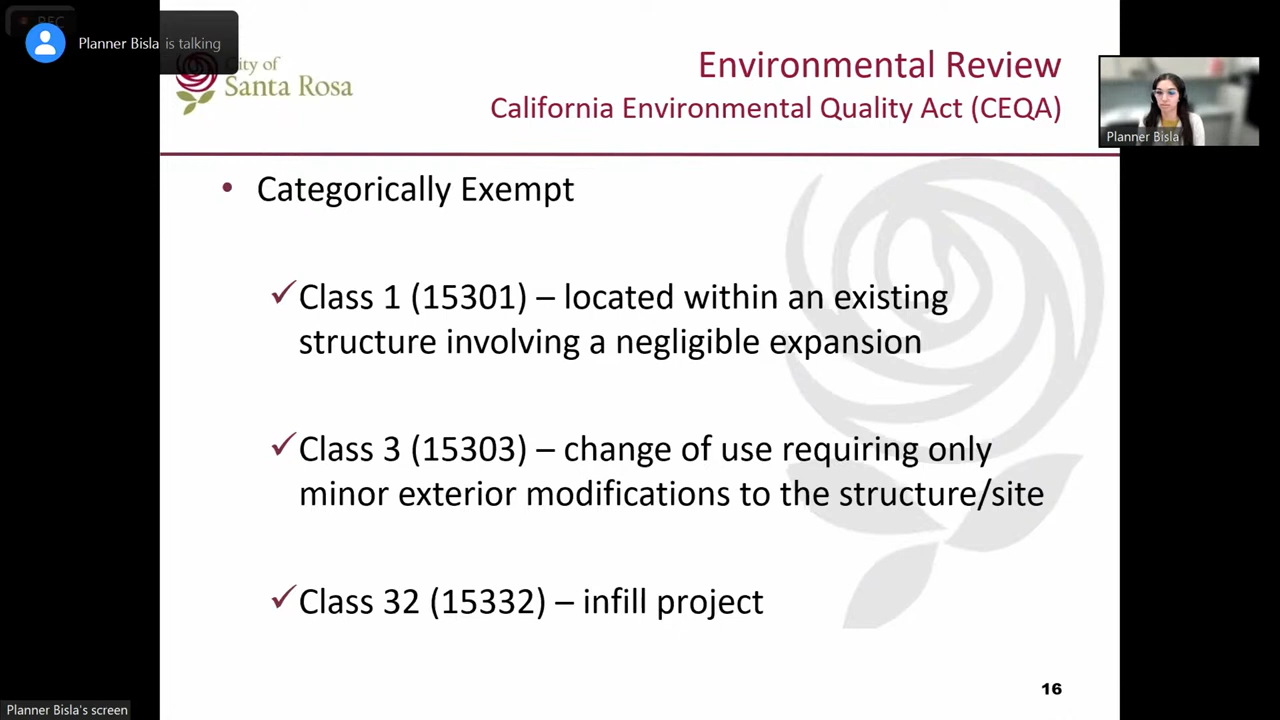 REC
Planner Bisla is talking
City of
Santa Rosa
Environmental Review
California Environmental Quality Act (CEQA)
Planner Bisla
• Categorically Exempt
✓Class 1 (15301) – located within an existing
structure involving a negligible expansion
✓Class 3 (15303) – change of use requiring only
minor exterior modifications to the structure/site
✓Class 32 (15332) – infill project
16
Planner Bisla's screen